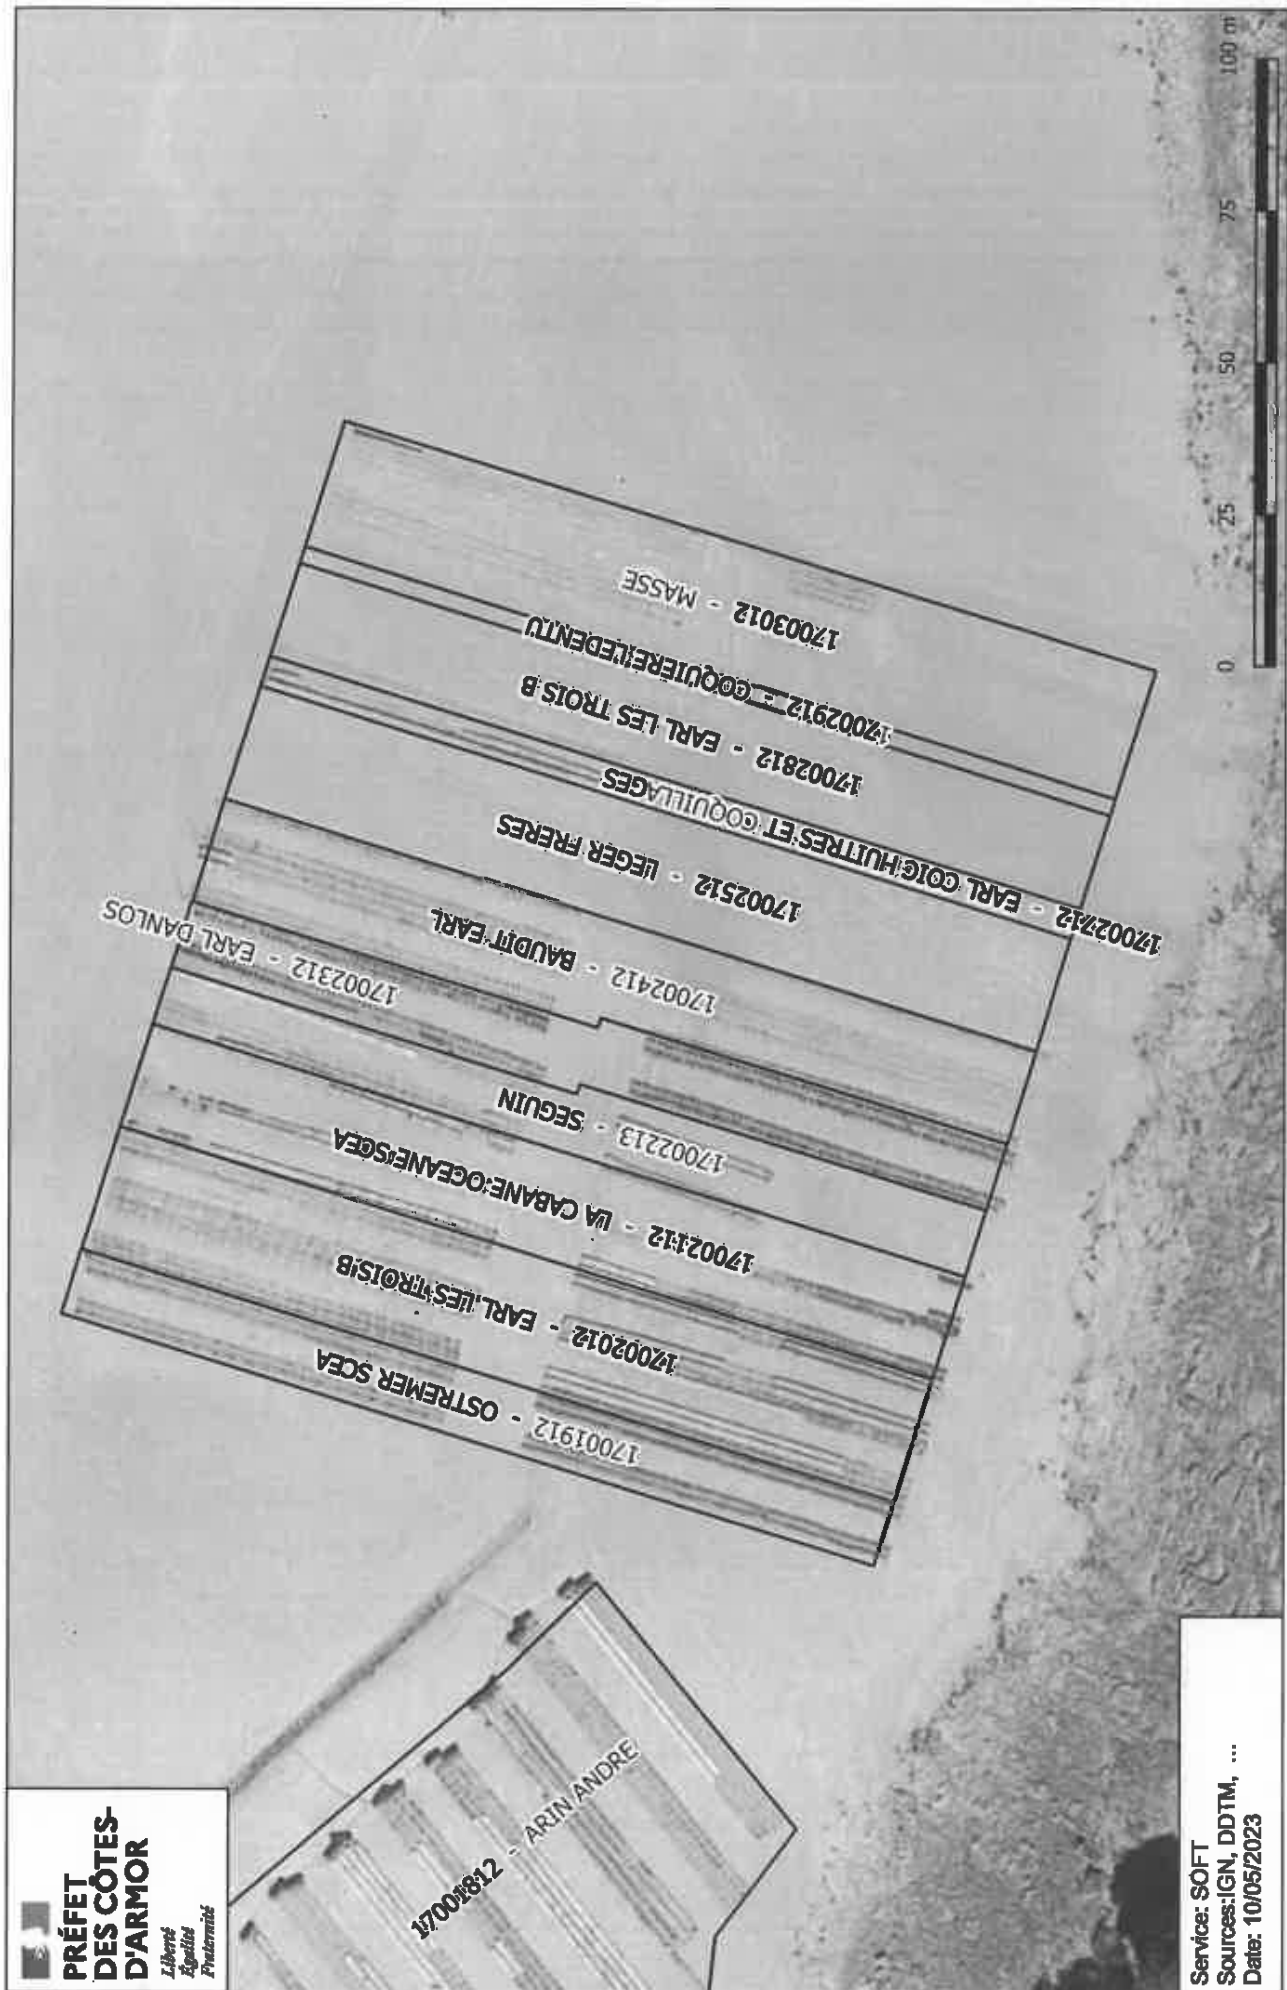 PRÉFET
DES CÔTES-
D'ARMOR
Liberté
Égalité
Fraternité
17001812 - ARIN ANDRE
17001912 - OSTREMER SCEA
17002012 - EARL LES TROIS B
17002112 - LA CABANE OCEANE SCEA
17002213 - SEGUIN
17002312 - EARL DANLOS
17002412 - BAUDIT EARL
17002512 - LEGER FRERES
17002712 - EARL COIC HUITRES ET COQUILLAGES
17002812 - EARL LES TROIS B
17002912 - COQUIERE LEDENTU
17003012 - MASSE
Service: SOFT
Sources:IGN, DDTM, ...
Date: 10/05/2023
0 25 50 75 100 m